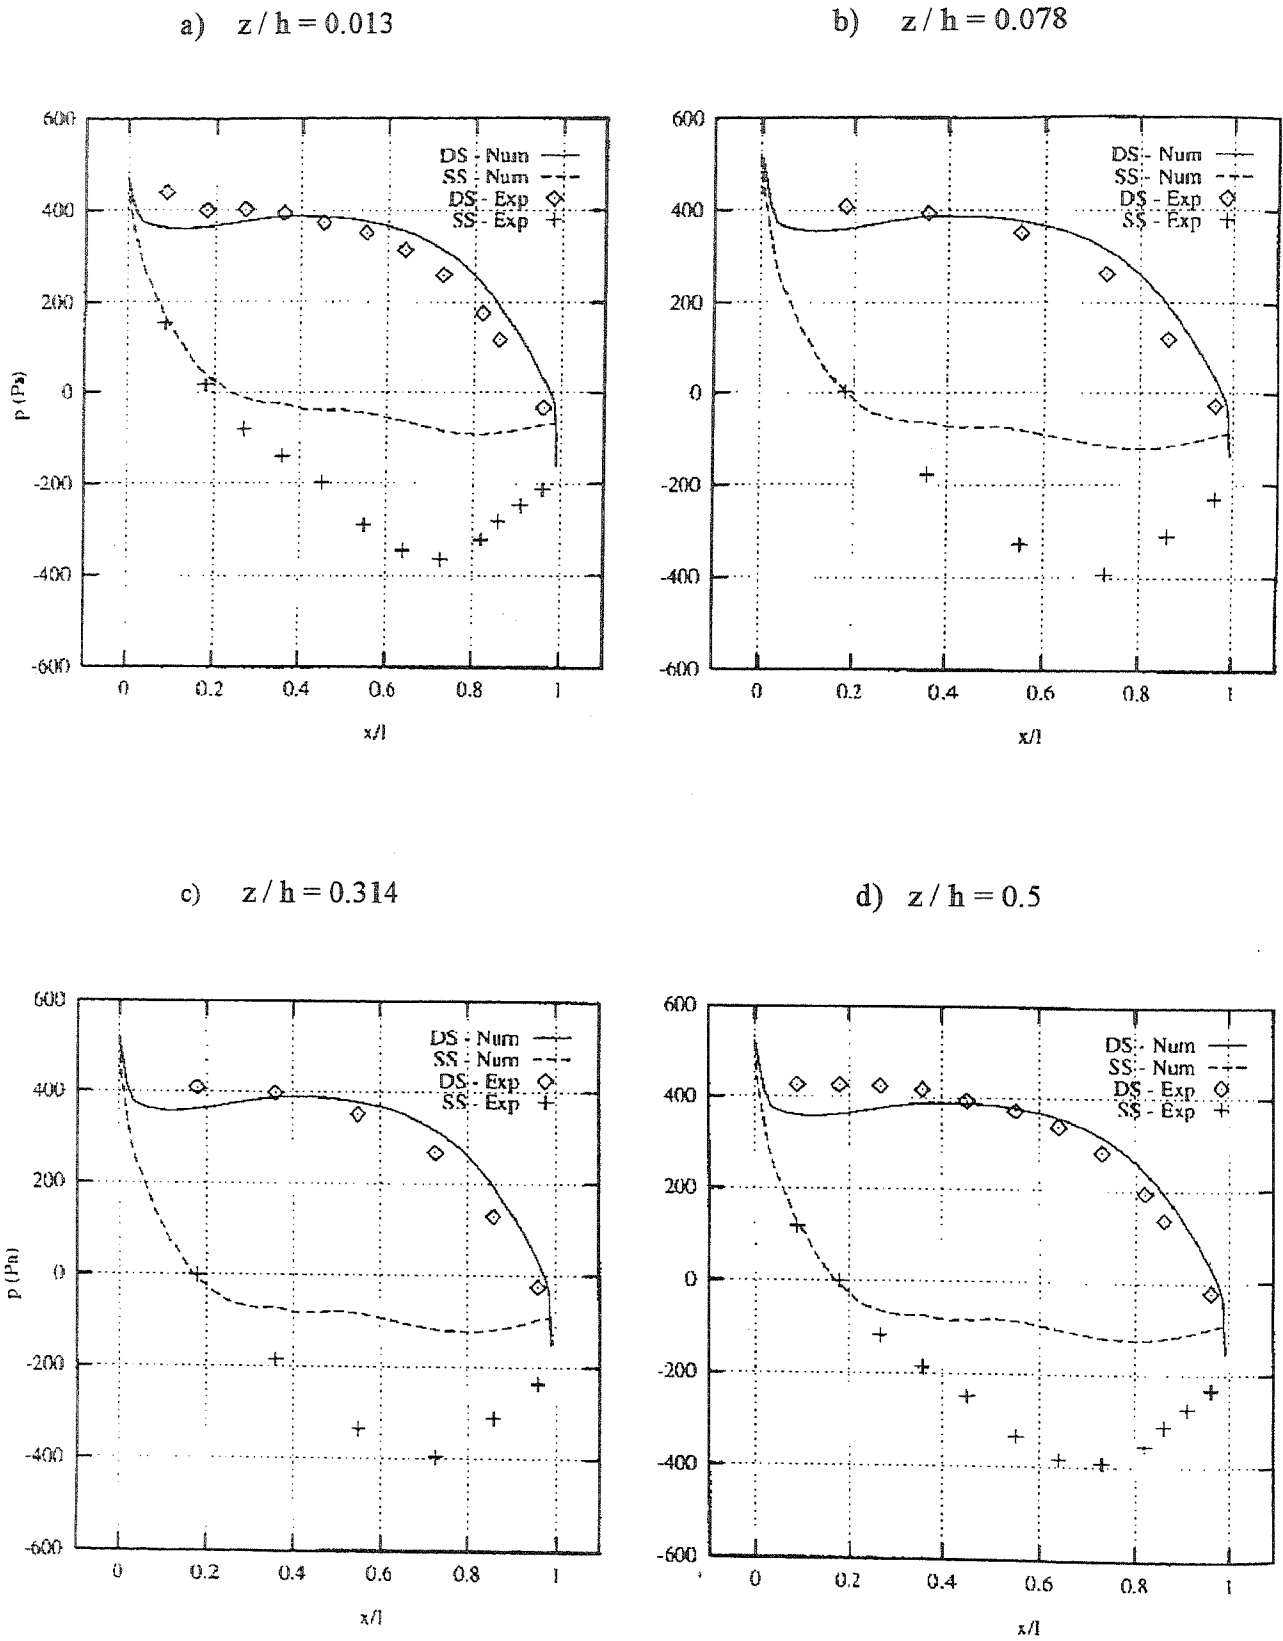 a) z / h = 0.013
b) z / h = 0.078
600
400
200
0
-200
-400
-600
p (Pa)
DS - Num
SS - Num
DS - Exp
SS - Exp
0 0.2 0.4 0.6 0.8 1
x/l
600
400
200
0
-200
-400
-600
DS - Num
SS - Num
DS - Exp
SS - Exp
0 0.2 0.4 0.6 0.8 1
x/l
c) z / h = 0.314
d) z / h = 0.5
600
400
200
0
-200
-400
-600
p (Pa)
DS - Num
SS - Num
DS - Exp
SS - Exp
0 0.2 0.4 0.6 0.8 1
x/l
600
400
200
0
-200
-400
-600
DS - Num
SS - Num
DS - Exp
SS - Exp
0 0.2 0.4 0.6 0.8 1
x/l